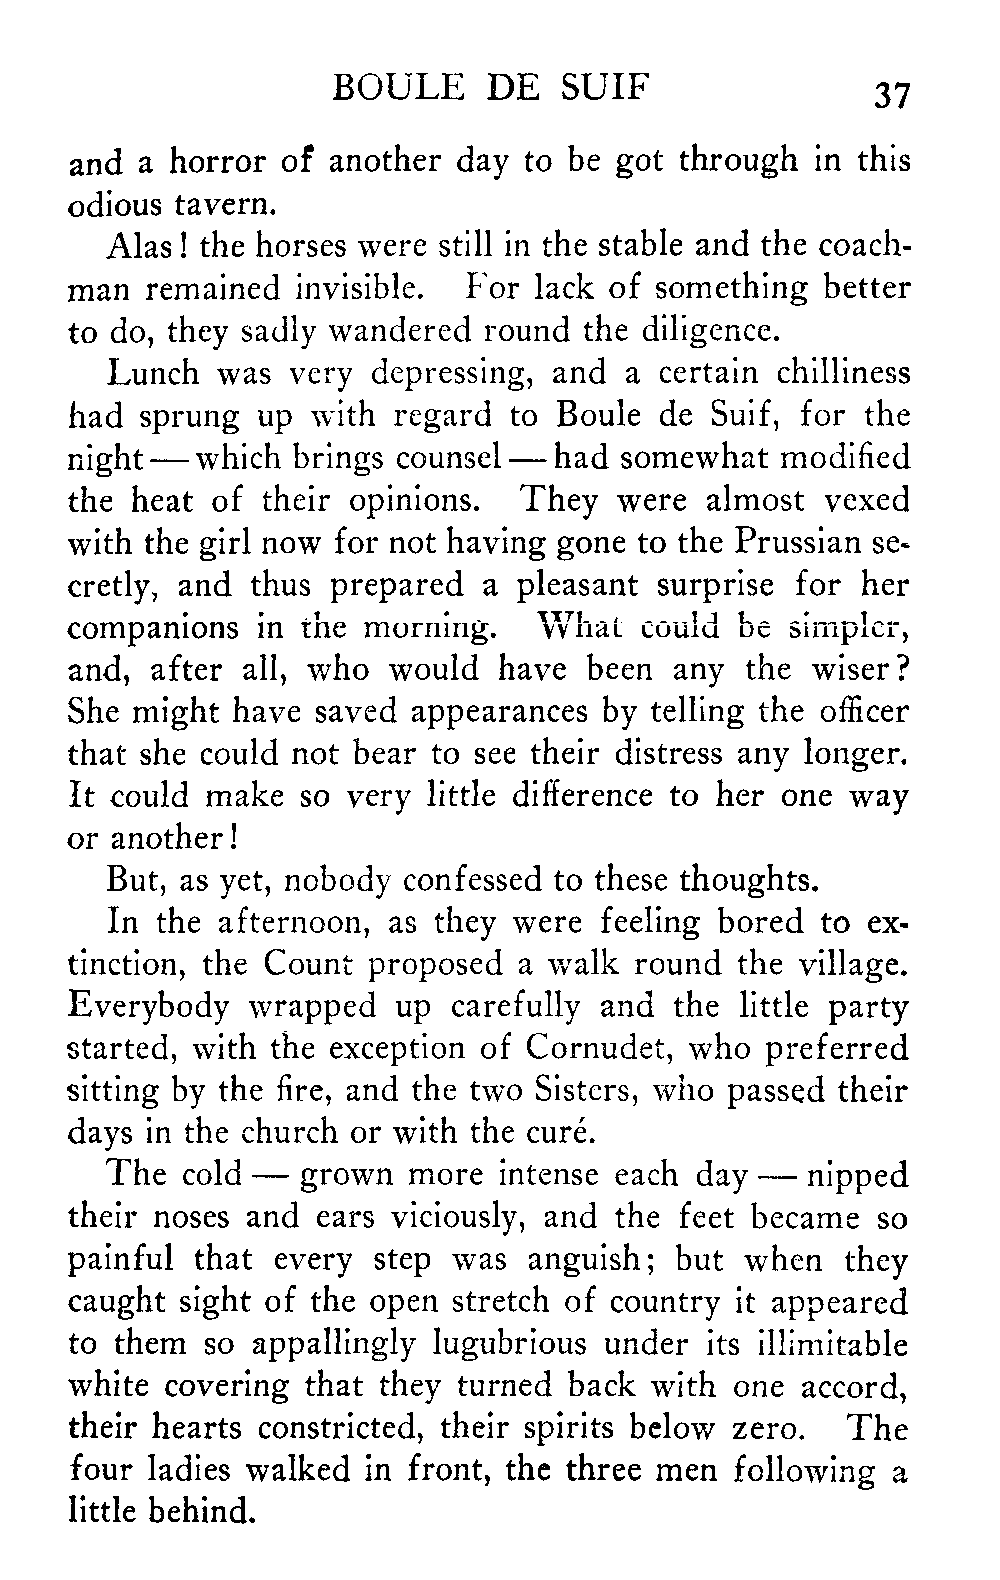 BOULE DE SUIF 37
and a horror of another day to be got through in this
odious tavern.
Alas! the horses were still in the stable and the coach-
man remained invisible. For lack of something better
to do, they sadly wandered round the diligence.
Lunch was very depressing, and a certain chilliness
had sprung up with regard to Boule de Suif, for the
night — which brings counsel — had somewhat modified
the heat of their opinions. They were almost vexed
with the girl now for not having gone to the Prussian se-
cretly, and thus prepared a pleasant surprise for her
companions in the morning. What could be simpler,
and, after all, who would have been any the wiser?
She might have saved appearances by telling the officer
that she could not bear to see their distress any longer.
It could make so very little difference to her one way
or another!
But, as yet, nobody confessed to these thoughts.
In the afternoon, as they were feeling bored to ex-
tinction, the Count proposed a walk round the village.
Everybody wrapped up carefully and the little party
started, with the exception of Cornudet, who preferred
sitting by the fire, and the two Sisters, who passed their
days in the church or with the curé.
The cold — grown more intense each day — nipped
their noses and ears viciously, and the feet became so
painful that every step was anguish; but when they
caught sight of the open stretch of country it appeared
to them so appallingly lugubrious under its illimitable
white covering that they turned back with one accord,
their hearts constricted, their spirits below zero. The
four ladies walked in front, the three men following a
little behind.